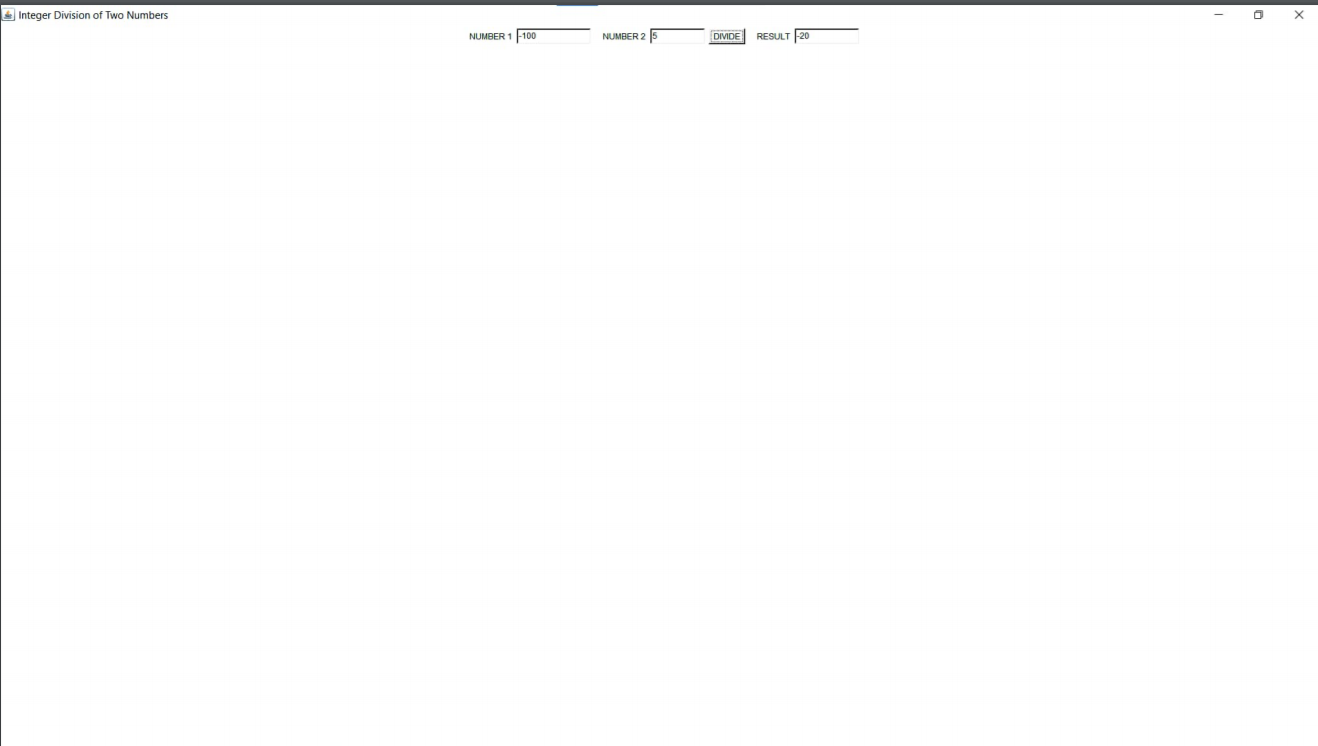 Integer Division of Two Numbers
NUMBER 1 -100 NUMBER 2 5 DIVIDE RESULT -20